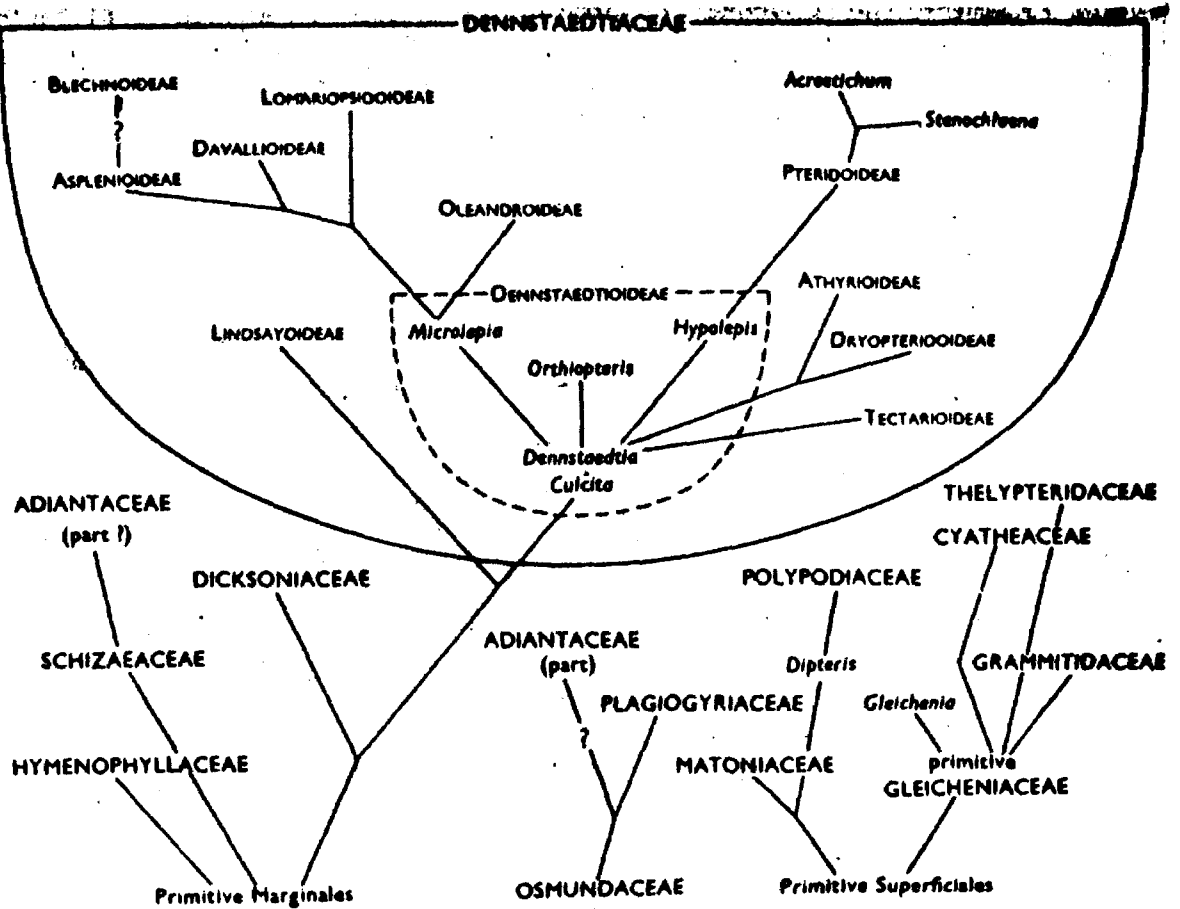 DENNSTAEDTIACEAE
BLECHNOIDEAE
?
ASPLENIOIDEAE
LOMARIOPSIDOIDEAE
DAVALLIOIDEAE
OLEANDROIDEAE
Acrostichum
Stenochlaena
PTERIDOIDEAE
DENNSTAEDTIOIDEAE
ATHYRIOIDEAE
LINDSAYOIDEAE
Microlepia
Hypolepis
DRYOPTERIDOIDEAE
Orthiopteris
TECTARIOIDEAE
Dennstaedtia
Culcita
ADIANTACEAE
(part ?)
THELYPTERIDACEAE
CYATHEACEAE
DICKSONIACEAE
POLYPODIACEAE
ADIANTACEAE
(part)
SCHIZAEACEAE
Dipteris
GRAMMITIDACEAE
PLAGIOGYRIACEAE
Gleichenia
?
HYMENOPHYLLACEAE
MATONIACEAE
primitive
GLEICHENIACEAE
Primitive Marginales
OSMUNDACEAE
Primitive Superficiales